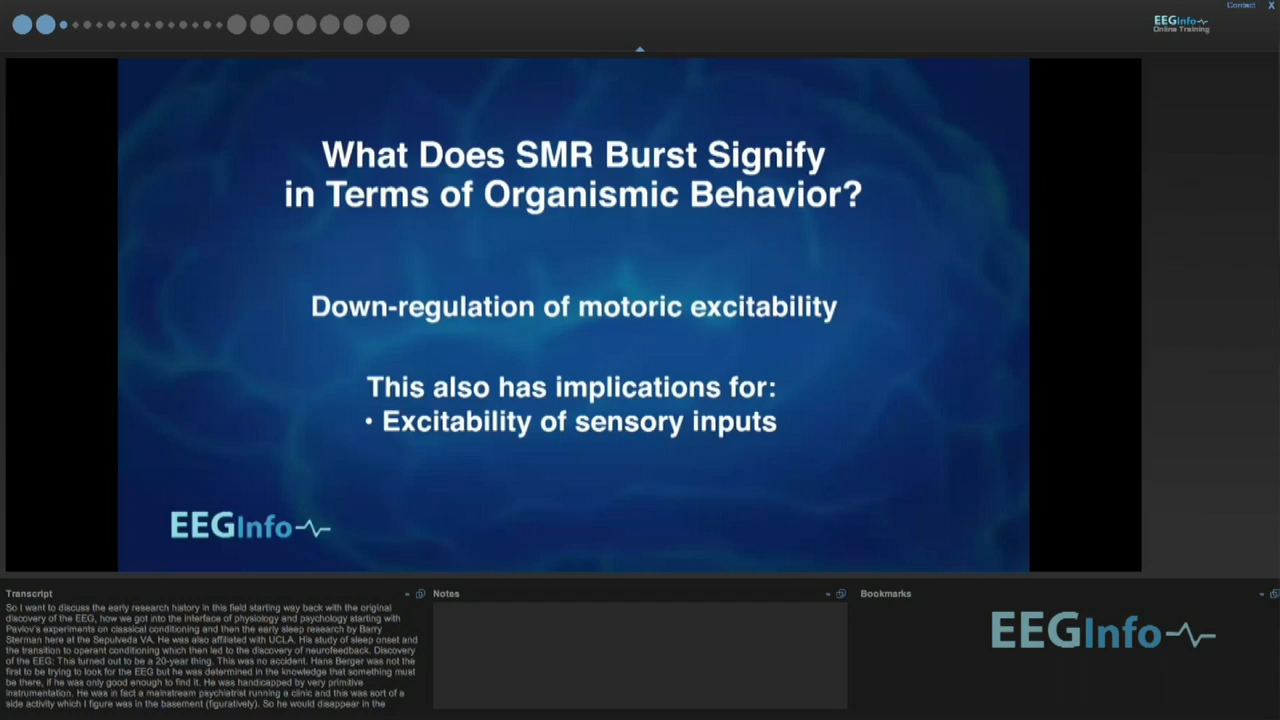 Contact X
EEGInfo
Online Training
What Does SMR Burst Signify
in Terms of Organismic Behavior?
Down-regulation of motoric excitability
This also has implications for:
• Excitability of sensory inputs
EEGInfo
Transcript
So I want to discuss the early research history in this field starting way back with the original
discovery of the EEG, how we got into the interface of physiology and psychology starting with
Pavlov's experiments on classical conditioning and then the early sleep research by Barry
Sterman here at the Sepulveda VA. He was also affiliated with UCLA. His study of sleep onset and
the transition to operant conditioning which then led to the discovery of neurofeedback. Discovery
of the EEG: This turned out to be a 20-year thing. This was no accident. Hans Berger was not the
first to be trying to look for the EEG but he was determined in the knowledge that something must
be there, if he was only good enough to find it. He was handicapped by very primitive
instrumentation. He was in fact a mainstream psychiatrist running a clinic and this was sort of a
side activity which I figure was in the basement (figuratively). So he would disappear in the
Notes
Bookmarks
EEGInfo